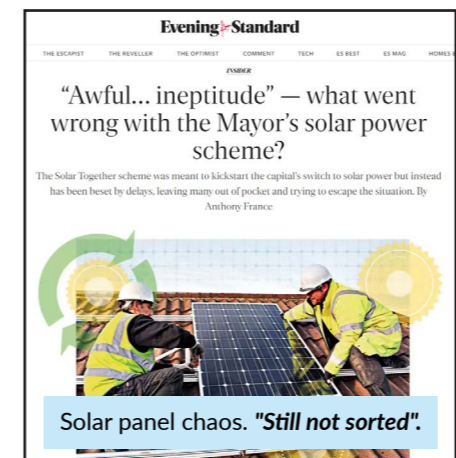 Evening Standard
THE ESCAPIST THE REVELLER THE OPTIMIST COMMENT TECH ES BEST ES MAG HOMES &
INSIDER
“Awful... ineptitude” — what went
wrong with the Mayor's solar power
scheme?
The Solar Together scheme was meant to kickstart the capital's switch to solar power but instead
has been beset by delays, leaving many out of pocket and trying to escape the situation. By
Anthony France
Solar panel chaos. "Still not sorted".